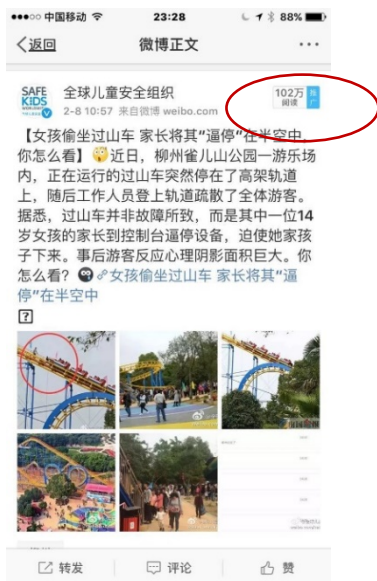 中国移动 23:28 88%
返回 微博正文 ...
SAFE KIDS
全球儿童安全组织
102万 阅读 推广
2-8 10:57 来自微博 weibo.com
【女孩偷坐过山车 家长将其“逼停”在半空中,
你怎么看】近日，柳州雀儿山公园一游乐场
内，正在运行的过山车突然停在了高架轨道
上，随后工作人员登上轨道疏散了全体游客。
据悉，过山车并非故障所致，而是其中一位14
岁女孩的家长到控制台逼停设备，迫使她家孩
子下来。事后游客反应心理阴影面积巨大。你
怎么看？女孩偷坐过山车 家长将其“逼
停”在半空中
?
转发 评论 赞